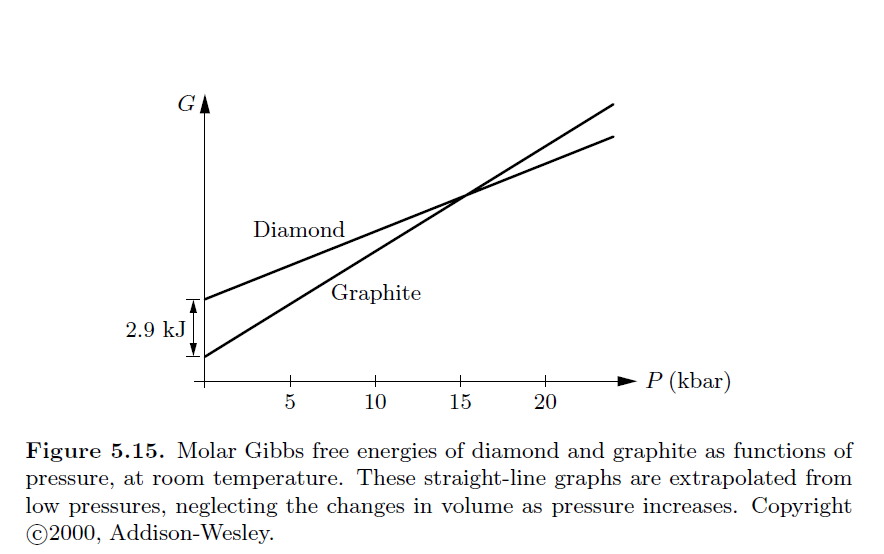 G
Diamond
Graphite
2.9 kJ
P (kbar)
5 10 15 20
Figure 5.15. Molar Gibbs free energies of diamond and graphite as functions of
pressure, at room temperature. These straight-line graphs are extrapolated from
low pressures, neglecting the changes in volume as pressure increases. Copyright
©2000, Addison-Wesley.